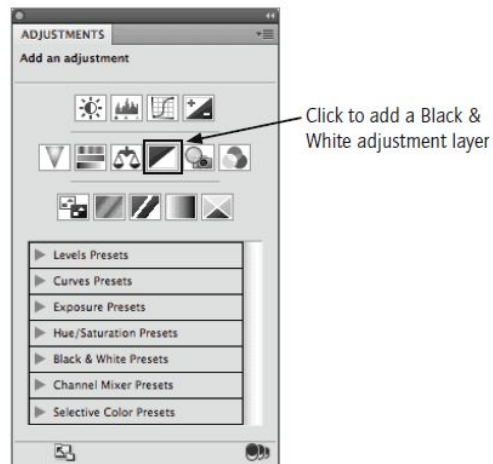 ADJUSTMENTS
Add an adjustment
Click to add a Black &
White adjustment layer
Levels Presets
Curves Presets
Exposure Presets
Hue/Saturation Presets
Black & White Presets
Channel Mixer Presets
Selective Color Presets